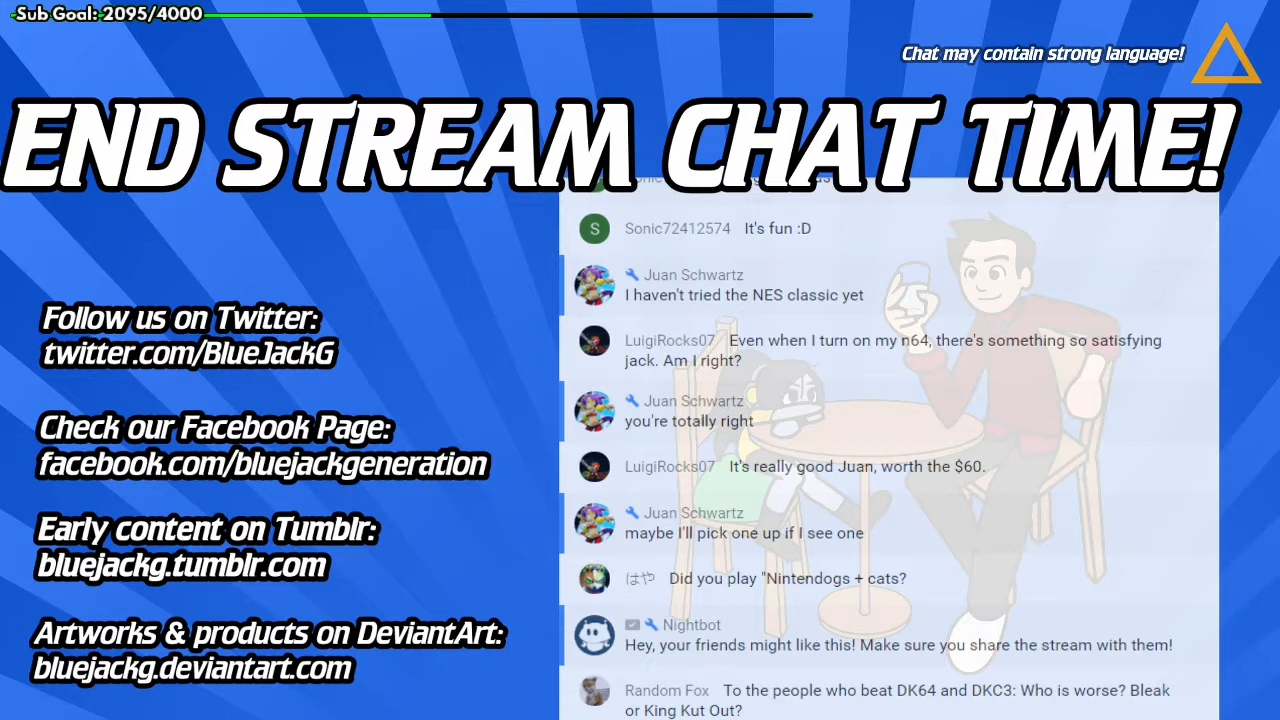 Sub Goal: 2095/4000
Chat may contain strong language!
END STREAM CHAT TIME!
Follow us on Twitter:
twitter.com/BlueJackG
Check our Facebook Page:
facebook.com/bluejackgeneration
Early content on Tumblr:
bluejackg.tumblr.com
Artworks & products on DeviantArt:
bluejackg.deviantart.com
S Sonic72412574 It's fun :D
Juan Schwartz
I haven't tried the NES classic yet
LuigiRocks07 Even when I turn on my n64, there's something so satisfying
jack. Am I right?
Juan Schwartz
you're totally right
LuigiRocks07 It's really good Juan, worth the $60.
Juan Schwartz
maybe I'll pick one up if I see one
はや Did you play "Nintendogs + cats?
Nightbot
Hey, your friends might like this! Make sure you share the stream with them!
Random Fox To the people who beat DK64 and DKC3: Who is worse? Bleak
or King Kut Out?